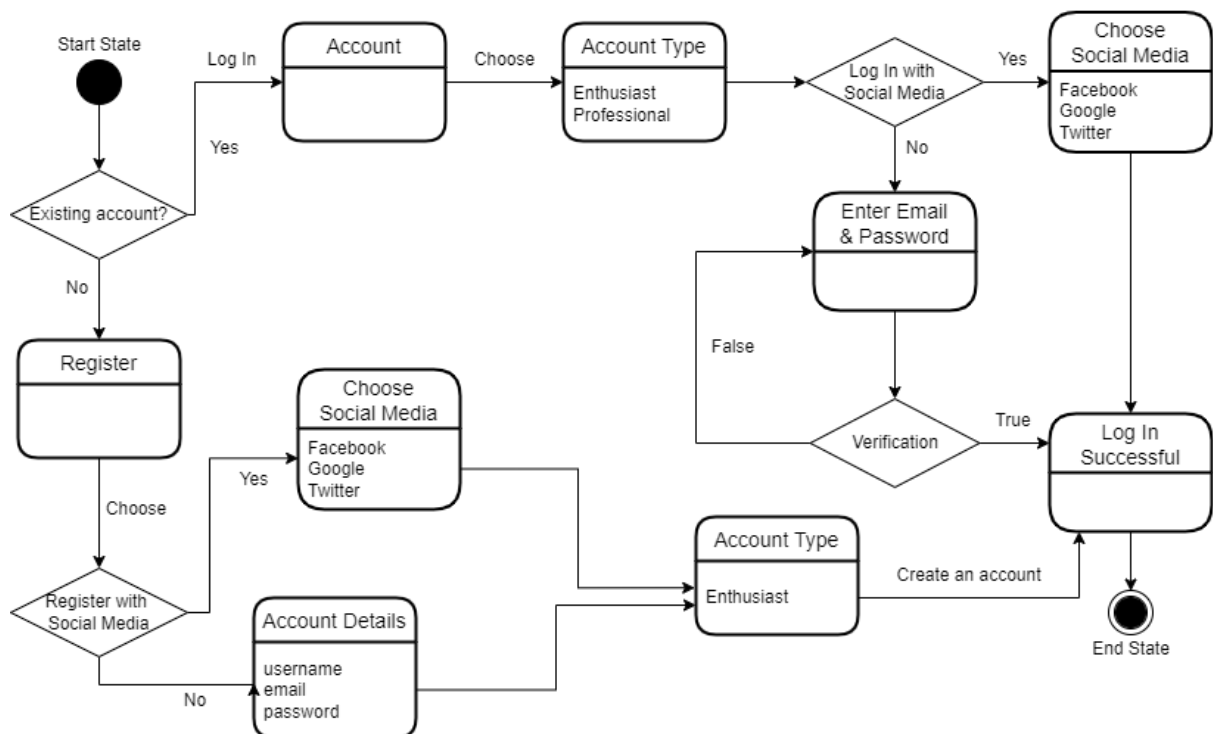 Start State
Log In
Account
Choose
Account Type
Enthusiast
Professional
Log In with
Social Media
Yes
Choose
Social Media
Facebook
Google
Twitter
Yes
Existing account?
No
No
Enter Email
& Password
Register
False
Choose
Social Media
Facebook
Google
Twitter
Yes
Verification
True
Log In
Successful
Choose
Register with
Social Media
No
Account Details
username
email
password
Account Type
Enthusiast
Create an account
End State